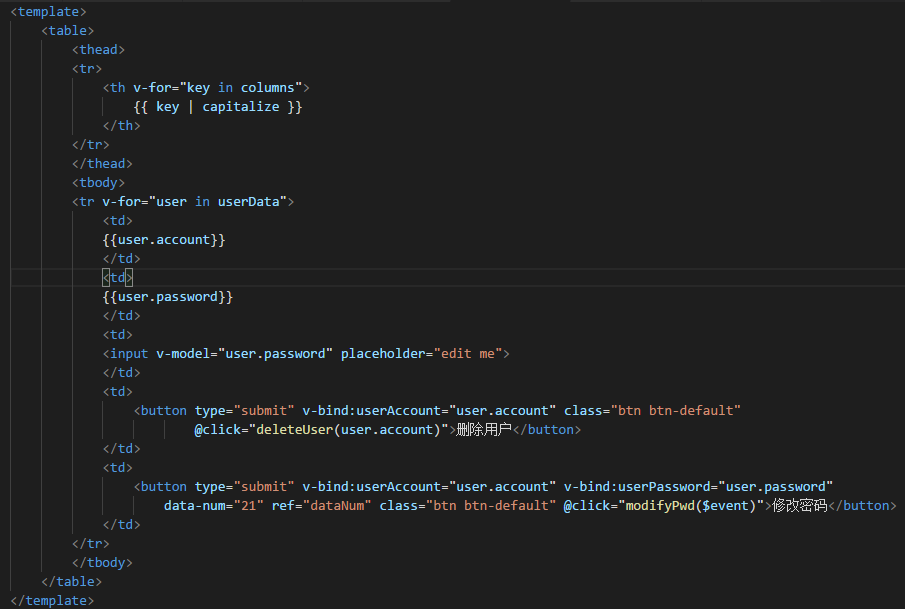 <template>
<table>
<thead>
<tr>
<th v-for="key in columns">
{{ key | capitalize }}
</th>
</tr>
</thead>
<tbody>
<tr v-for="user in userData">
<td>
{{user.account}}
</td>
<td>
{{user.password}}
</td>
<td>
<input v-model="user.password" placeholder="edit me">
</td>
<td>
<button type="submit" v-bind:userAccount="user.account" class="btn btn-default"
@click="deleteUser(user.account)">删除用户</button>
</td>
<td>
<button type="submit" v-bind:userAccount="user.account" v-bind:userPassword="user.password"
data-num="21" ref="dataNum" class="btn btn-default" @click="modifyPwd($event)">修改密码</button>
</td>
</tr>
</tbody>
</table>
</template>